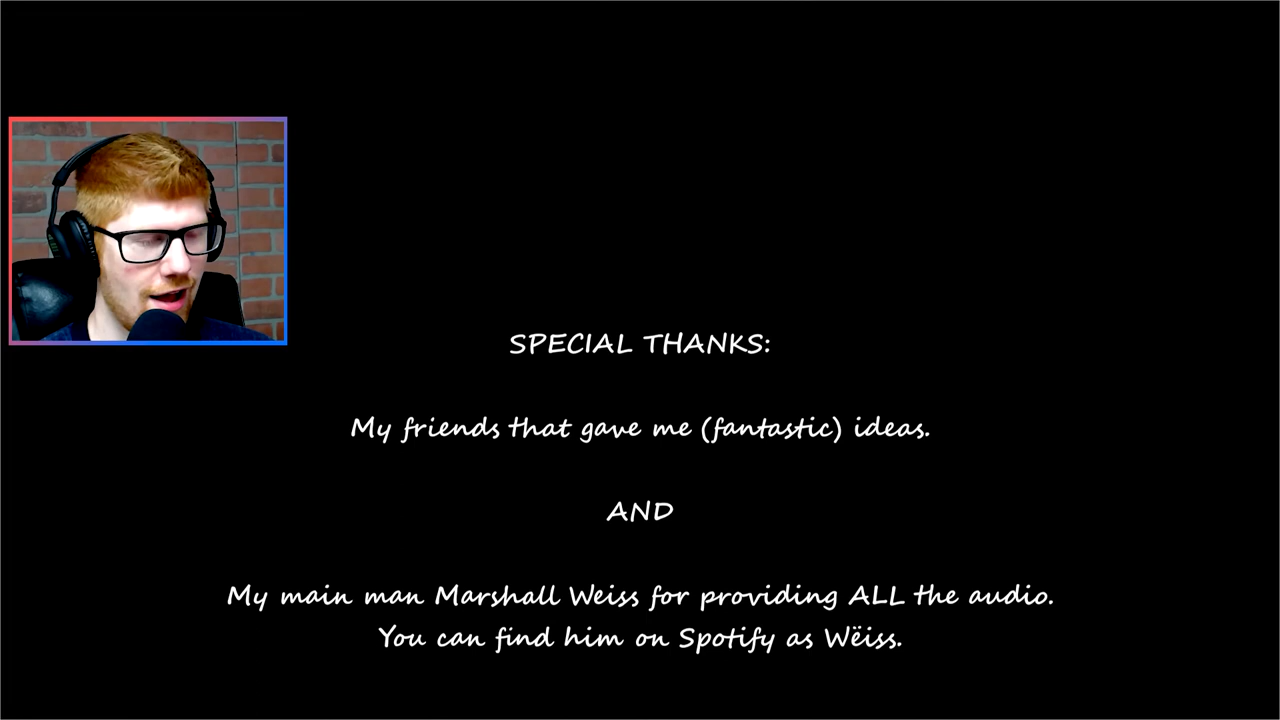 SPECIAL THANKS:
My friends that gave me (fantastic) ideas.
AND
My main man Marshall Weiss for providing ALL the audio.
You can find him on Spotify as Wëiss.